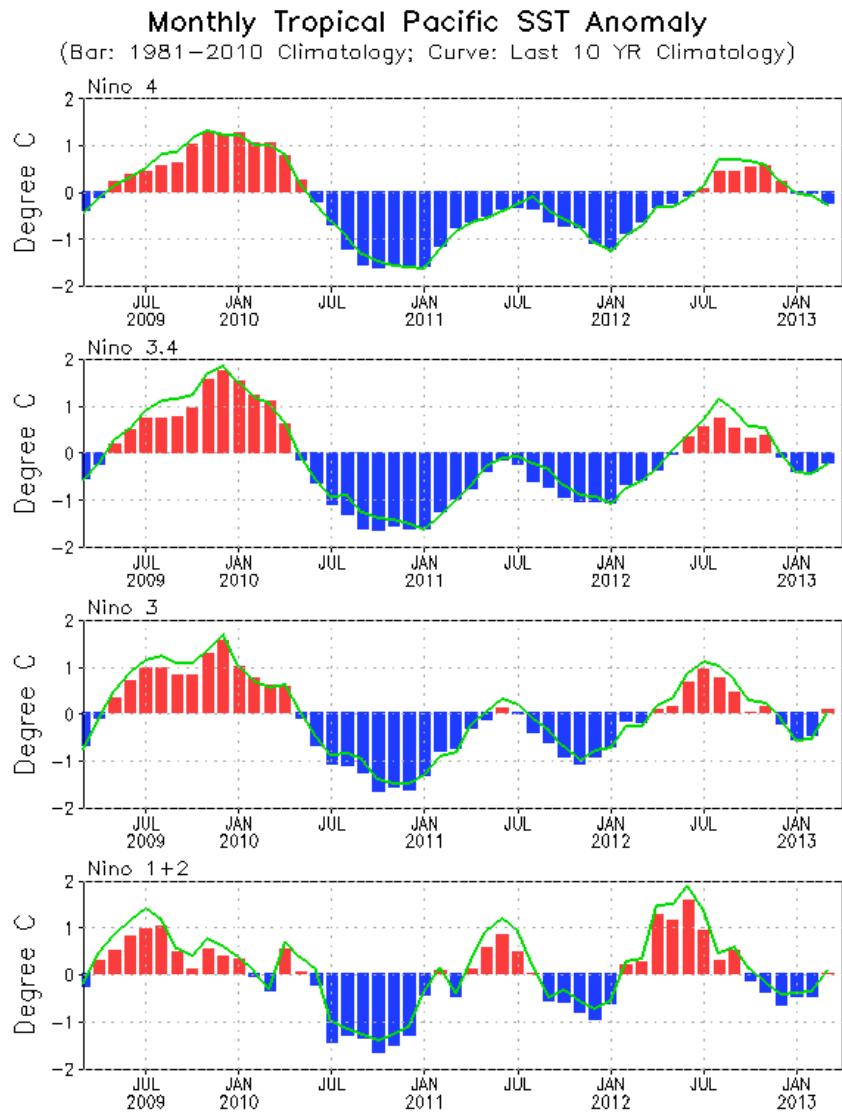 Monthly Tropical Pacific SST Anomaly
(Bar: 1981-2010 Climatology; Curve: Last 10 YR Climatology)
Nino 4
Degree C
2
1
0
-1
-2
JUL JAN JUL JAN JUL JAN JUL JAN
2009 2010 2011 2012 2013
Nino 3.4
Degree C
2
1
0
-1
-2
JUL JAN JUL JAN JUL JAN JUL JAN
2009 2010 2011 2012 2013
Nino 3
Degree C
2
1
0
-1
-2
JUL JAN JUL JAN JUL JAN JUL JAN
2009 2010 2011 2012 2013
Nino 1+2
Degree C
2
1
0
-1
-2
JUL JAN JUL JAN JUL JAN JUL JAN
2009 2010 2011 2012 2013